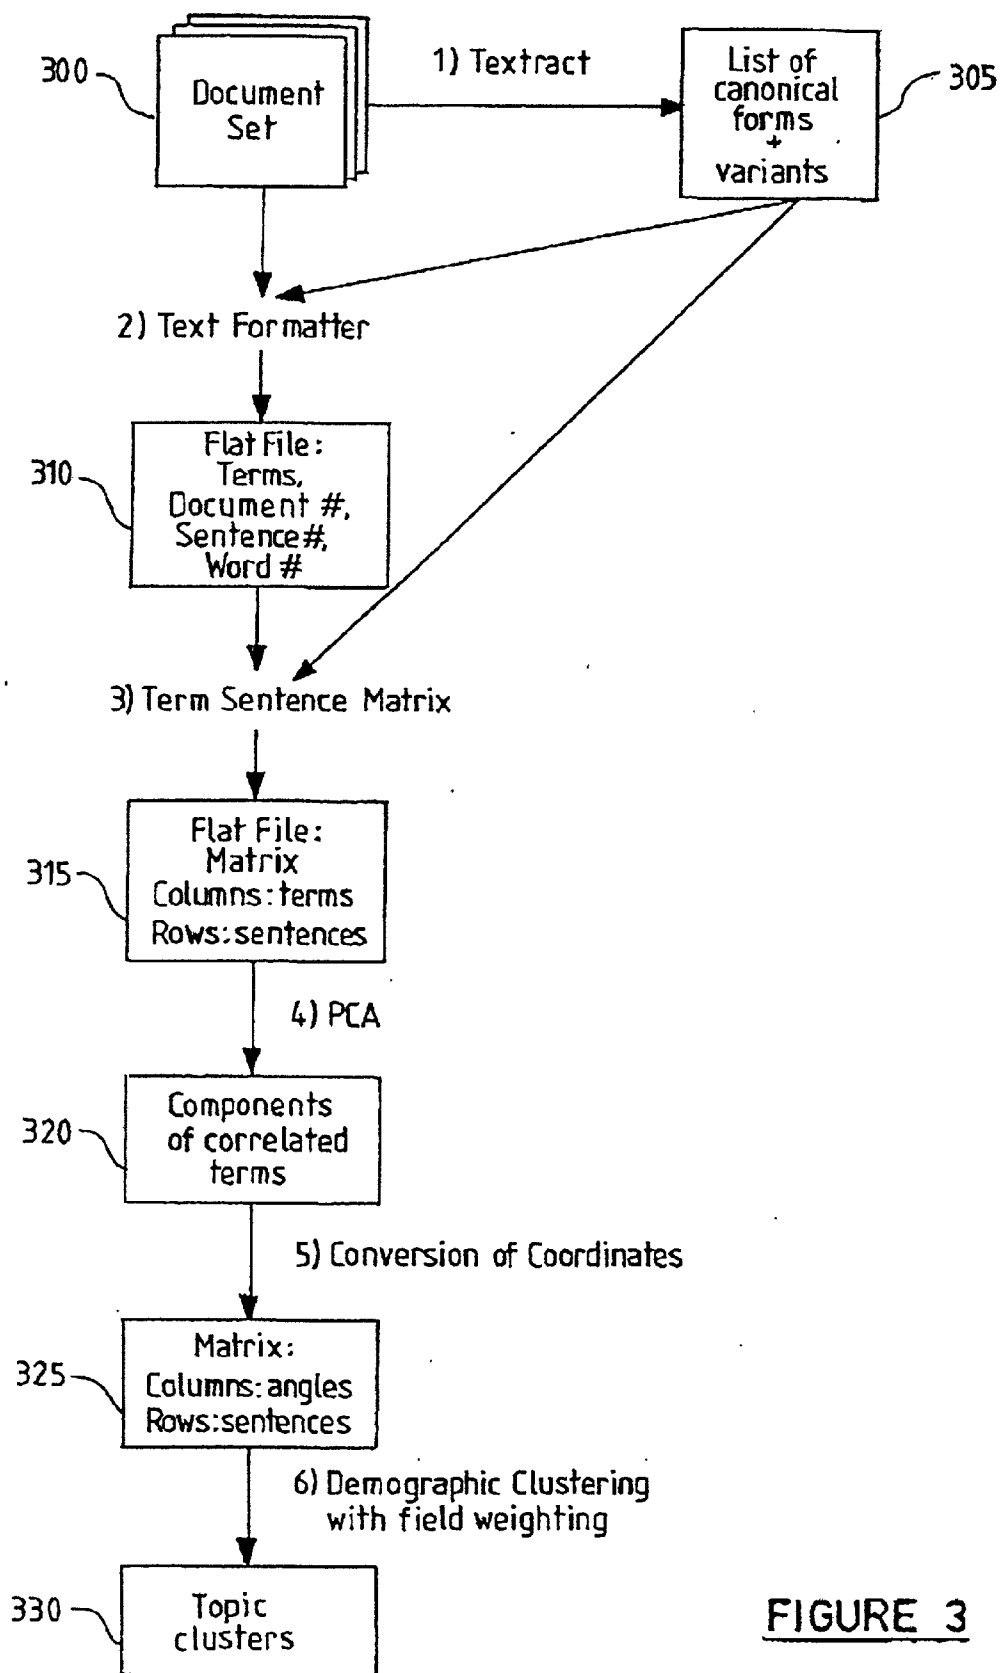 300
Document
Set
1) Textract
List of
canonical
forms
+
variants
305
2) Text Formatter
310
Flat File:
Terms,
Document #,
Sentence#,
Word #
3) Term Sentence Matrix
315
Flat File:
Matrix
Columns: terms
Rows: sentences
4) PCA
320
Components
of correlated
terms
5) Conversion of Coordinates
325
Matrix:
Columns: angles
Rows: sentences
6) Demographic Clustering
with field weighting
330
Topic
clusters
FIGURE 3